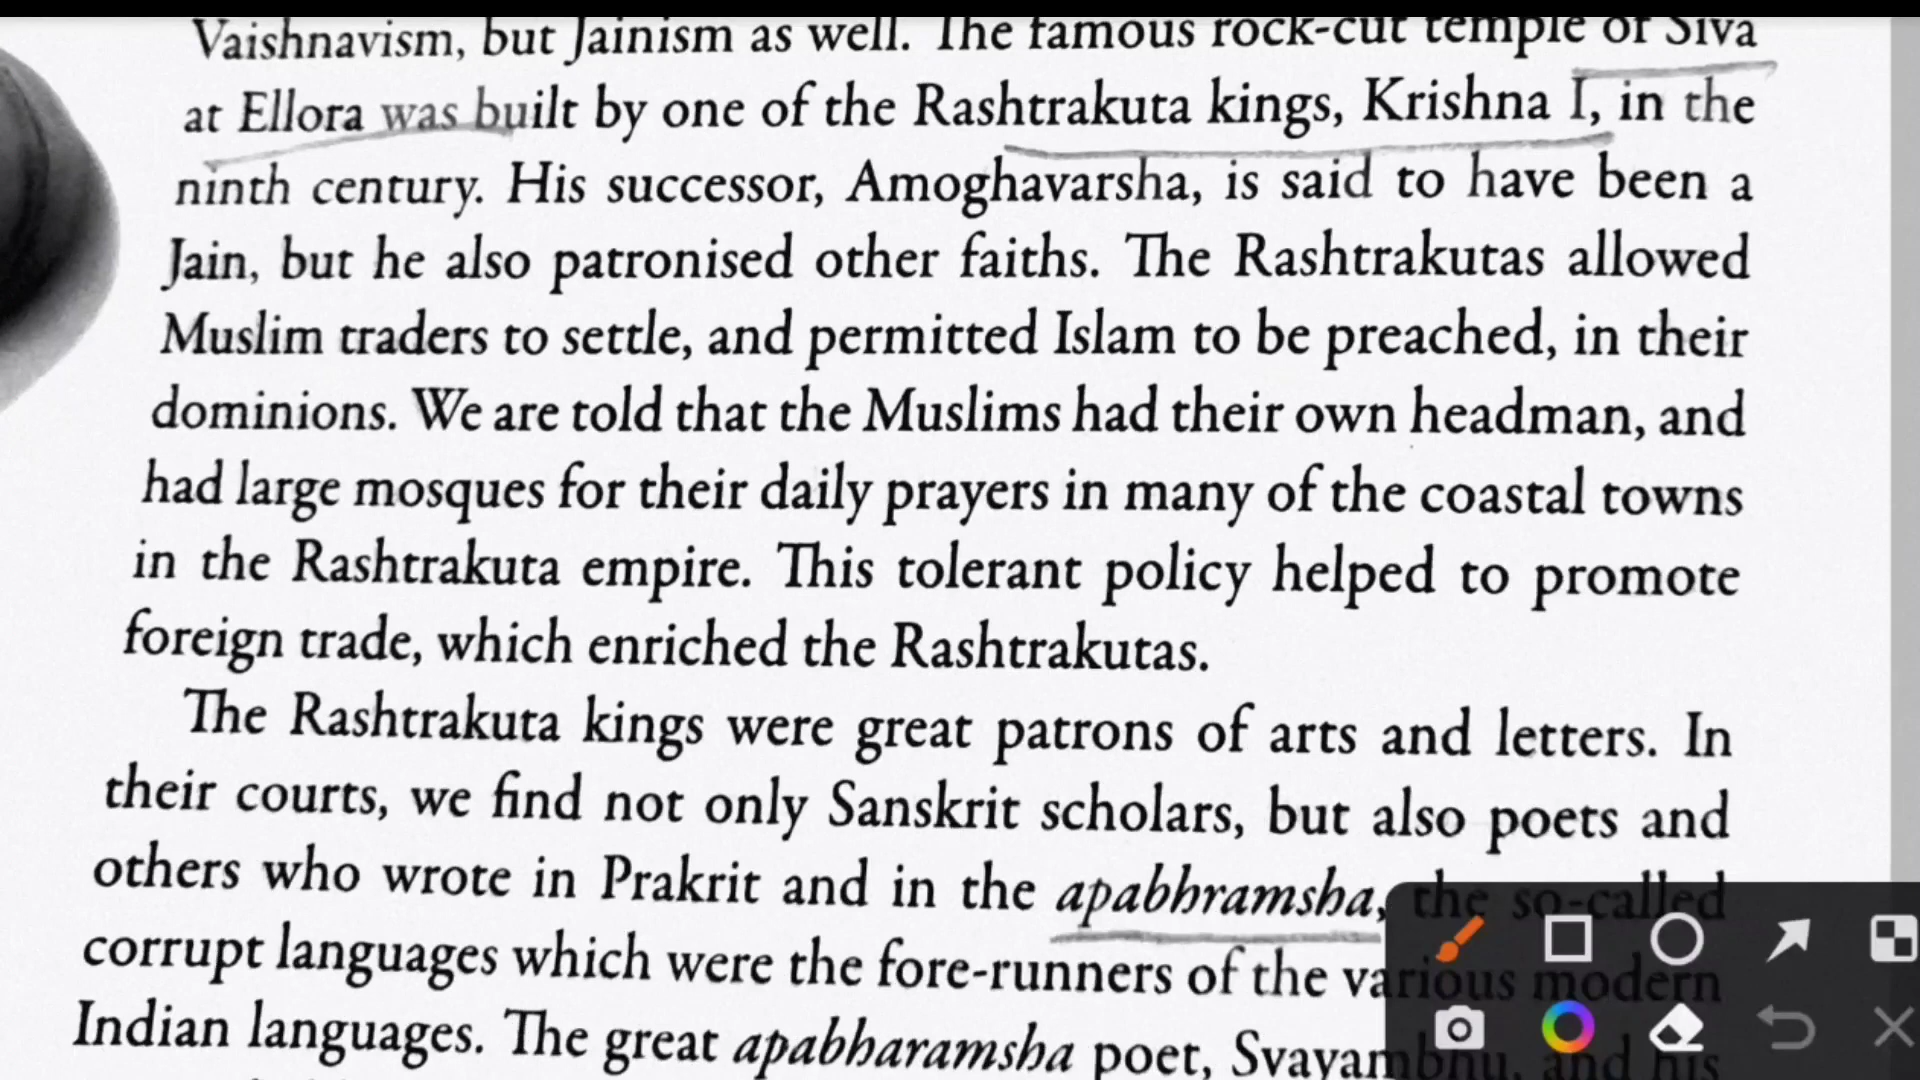 Vaishnavism, but Jainism as well. The famous rock-cut temple of Siva
at Ellora was built by one of the Rashtrakuta kings, Krishna I, in the
ninth century. His successor, Amoghavarsha, is said to have been a
Jain, but he also patronised other faiths. The Rashtrakutas allowed
Muslim traders to settle, and permitted Islam to be preached, in their
dominions. We are told that the Muslims had their own headman, and
had large mosques for their daily prayers in many of the coastal towns
in the Rashtrakuta empire. This tolerant policy helped to promote
foreign trade, which enriched the Rashtrakutas.
The Rashtrakuta kings were great patrons of arts and letters. In
their courts, we find not only Sanskrit scholars, but also poets and
others who wrote in Prakrit and in the apabhramsha, the so-called
corrupt languages which were the fore-runners of the various modern
Indian languages. The great apabharamsha poet, Svayambhu, and his